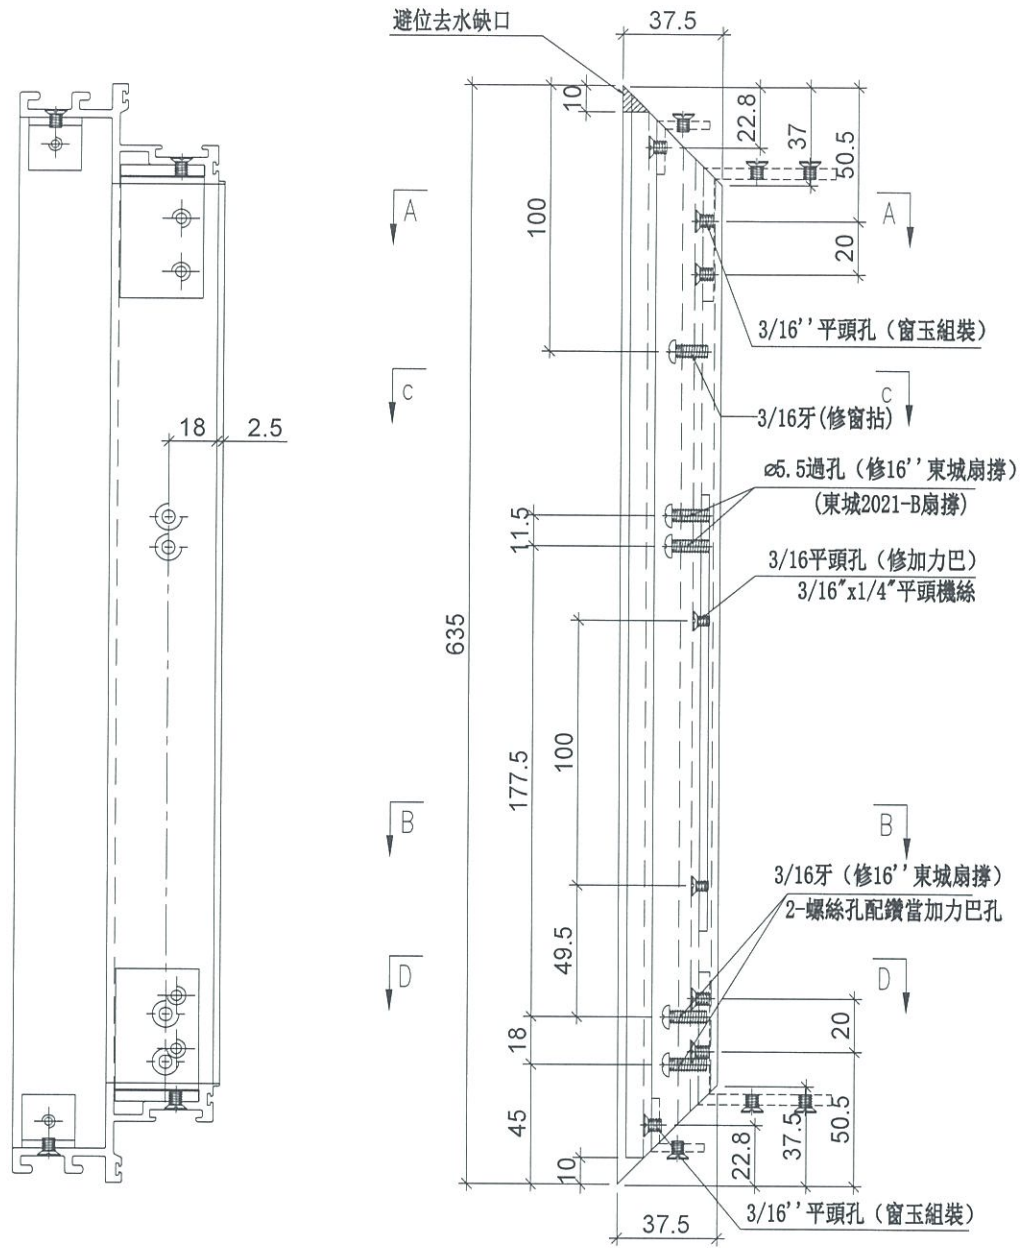 避位去水缺口
37.5
10
22.8
37
50.5
A
A
100
20
3/16''平頭孔（窗玉組裝）
C
C
3/16牙(修窗拈)
18
2.5
ø5.5過孔（修16''東城扇撐）
(東城2021-B扇撐)
11.5
3/16平頭孔（修加力巴）
3/16"x1/4"平頭機絲
635
100
177.5
B
B
3/16牙（修16''東城扇撐）
2-螺絲孔配鑽當加力巴孔
49.5
D
D
18
20
45
10
22.8
37.5
50.5
37.5
3/16''平頭孔（窗玉組裝）